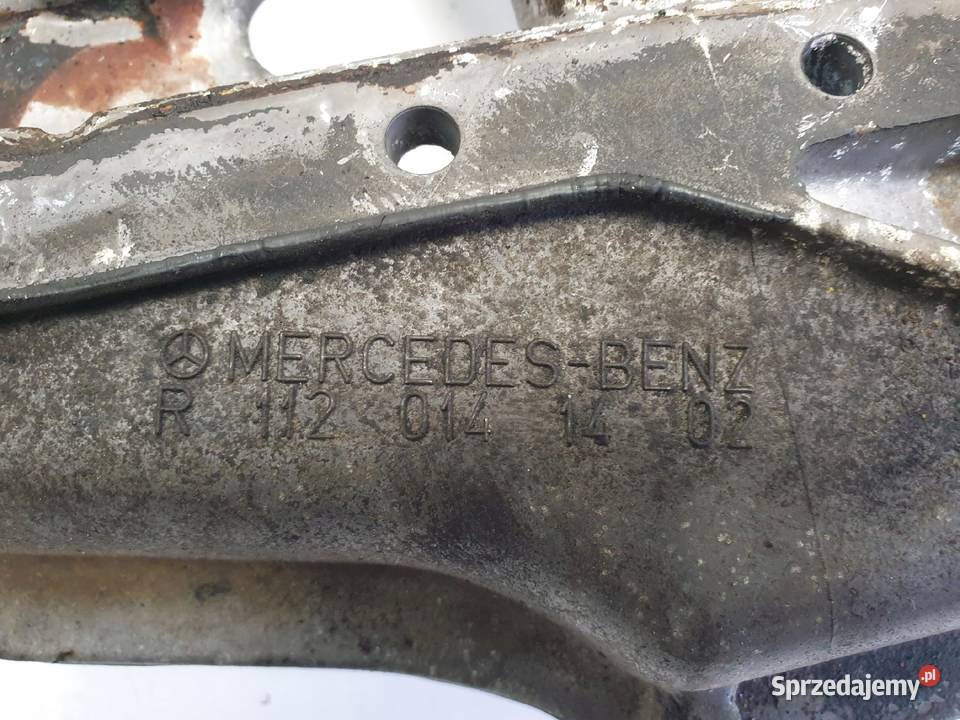 MERCEDES-BENZ
R 112 014 14 02
Sprzedajemy.pl